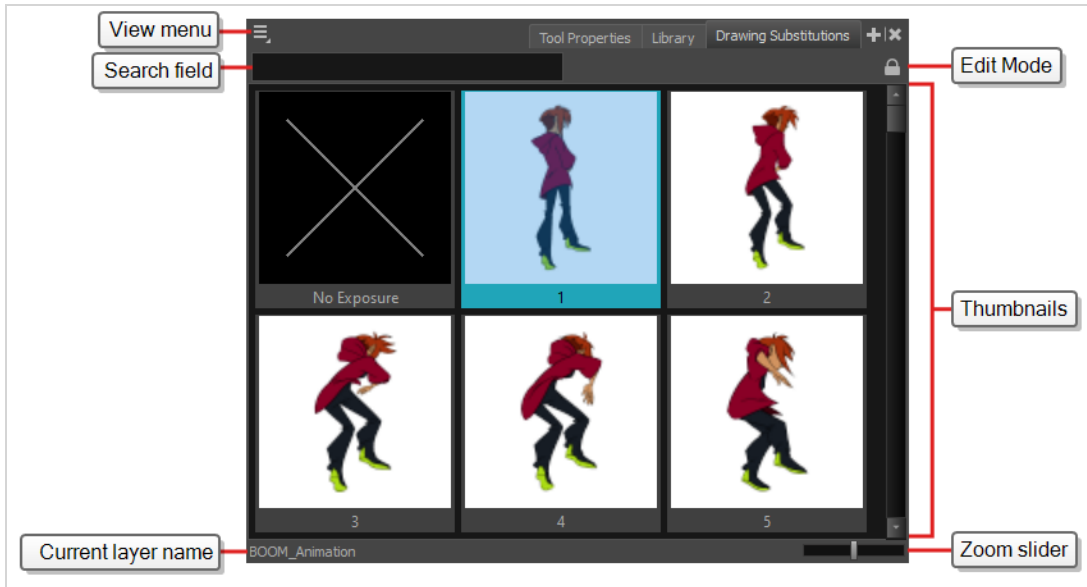 View menu
Tool Properties
Library
Drawing Substitutions
Search field
Edit Mode
No Exposure
1
2
Thumbnails
3
4
5
Current layer name
BOOM_Animation
Zoom slider